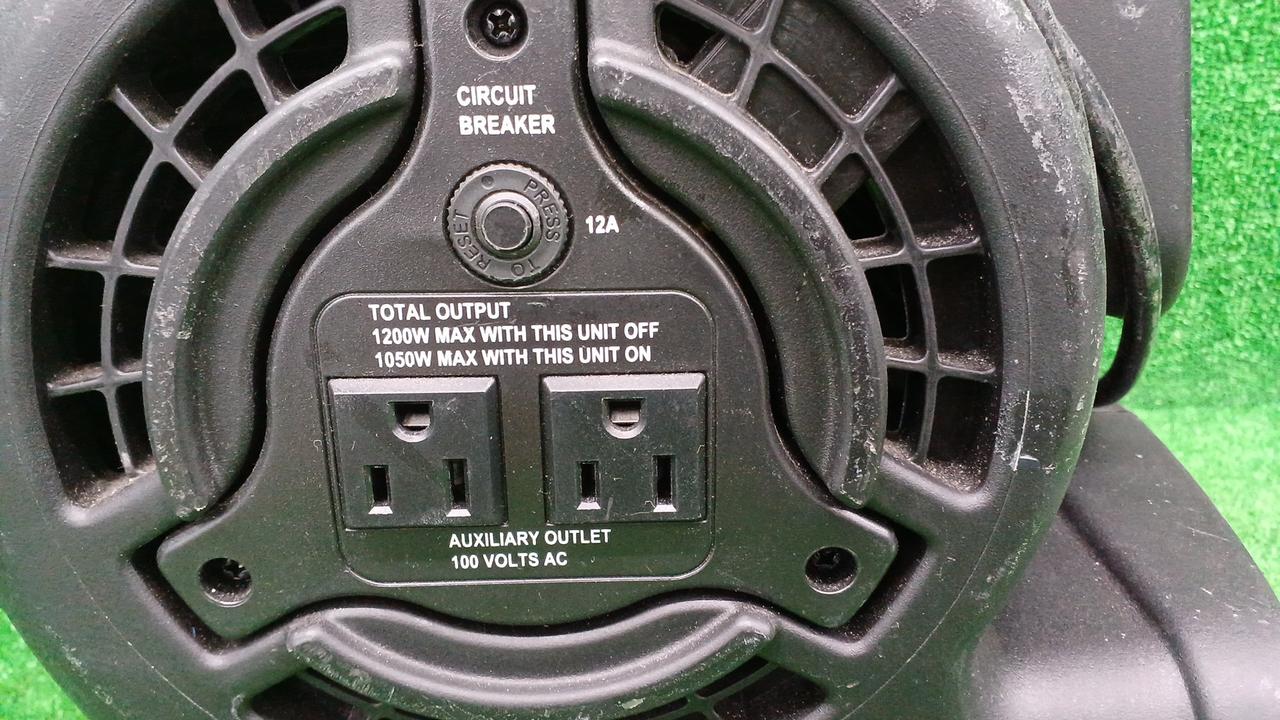 CIRCUIT
BREAKER
PRESS TO RESET
12A
TOTAL OUTPUT
1200W MAX WITH THIS UNIT OFF
1050W MAX WITH THIS UNIT ON
AUXILIARY OUTLET
100 VOLTS AC